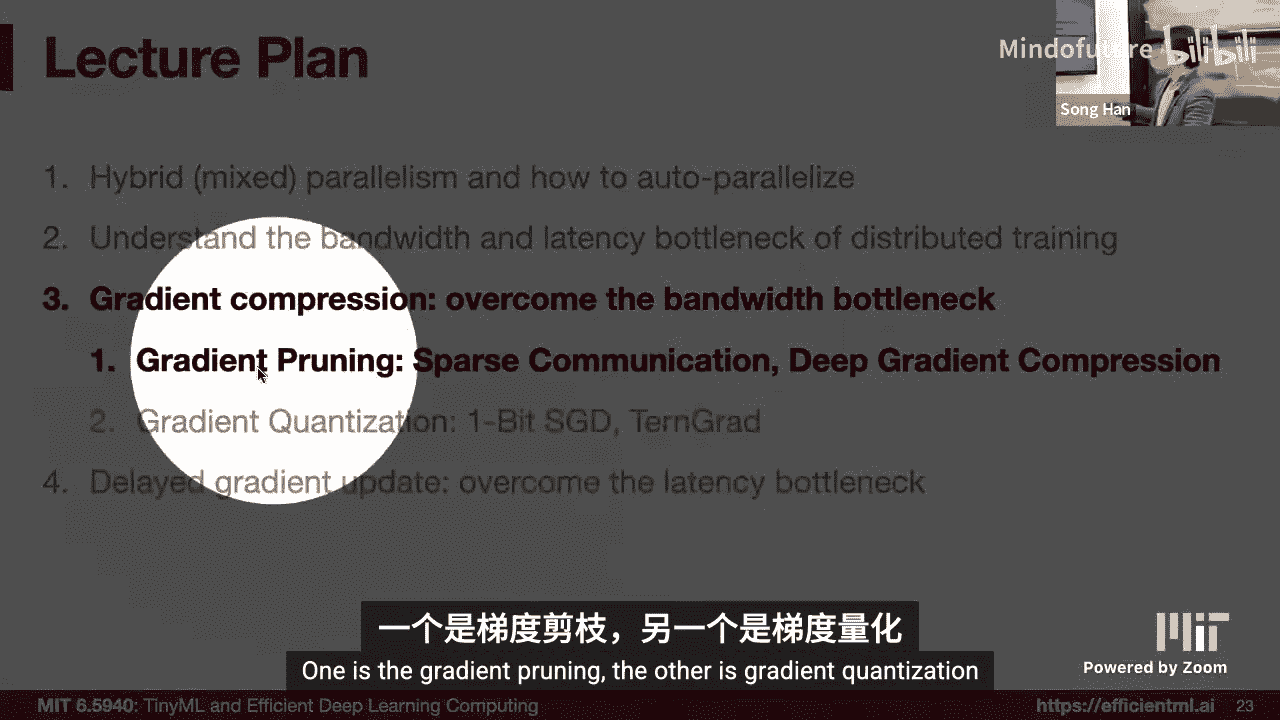 Lecture Plan
Mindofuture bilibili
Song Han
1. Hybrid (mixed) parallelism and how to auto-parallelize
2. Understand the bandwidth and latency bottleneck of distributed training
3. Gradient compression: overcome the bandwidth bottleneck
1. Gradient Pruning: Sparse Communication, Deep Gradient Compression
2. Gradient Quantization: 1-Bit SGD, TernGrad
4. Delayed gradient update: overcome the latency bottleneck
一个是梯度剪枝，另一个是梯度量化
One is the gradient pruning, the other is gradient quantization
MIT
Powered by Zoom
MIT 6.5940: TinyML and Efficient Deep Learning Computing
https://efficientml.ai
23